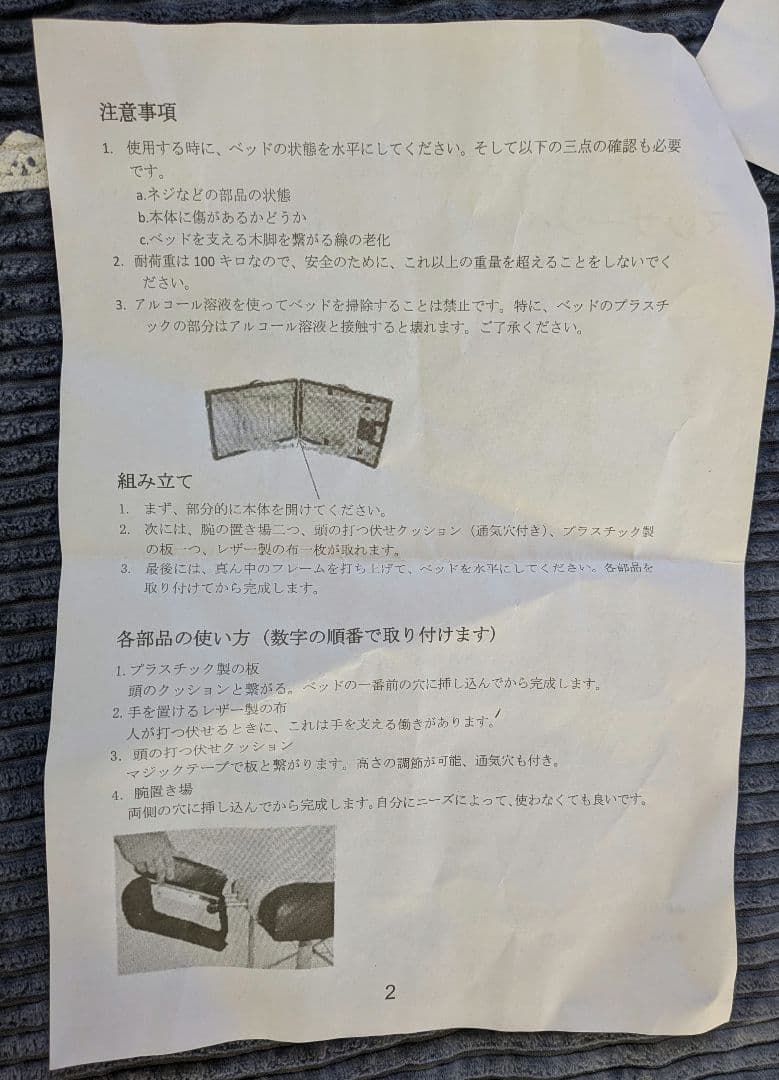 注意事項
1. 使用する時に、ベッドの状態を水平にしてください。そして以下の三点の確認も必要
です。
a.ネジなどの部品の状態
b.本体に傷があるかどうか
c.ベッドを支える木脚を繋がる線の老化
2. 耐荷重は 100 キロなので、安全のために、これ以上の重量を超えることをしないでく
ださい。
3. アルコール溶液を使ってベッドを掃除することは禁止です。特に、ベッドのプラスチ
ックの部分はアルコール溶液と接触すると壊れます。ご了承ください。
組み立て
1. まず、部分的に本体を開けてください。
2. 次には、腕の置き場二つ、頭の打つ伏せクッション（通気穴付き）、プラスチック製
の板一つ、レザー製の布一枚が取れます。
3. 最後には、真ん中のフレームを打ち上げて、ベッドを水平にしてください。各部品を
取り付けてから完成します。
各部品の使い方（数字の順番で取り付けます）
1. プラスチック製の板
頭のクッションと繋がる。ベッドの一番前の穴に挿し込んでから完成します。
2. 手を置けるレザー製の布
人が打つ伏せるときに、これは手を支える働きがあります。
3. 頭の打つ伏せクッション
マジックテープで板と繋がります。高さの調節が可能、通気穴も付き。
4. 腕置き場
両側の穴に挿し込んでから完成します。自分にニーズによって、使わなくても良いです。
2